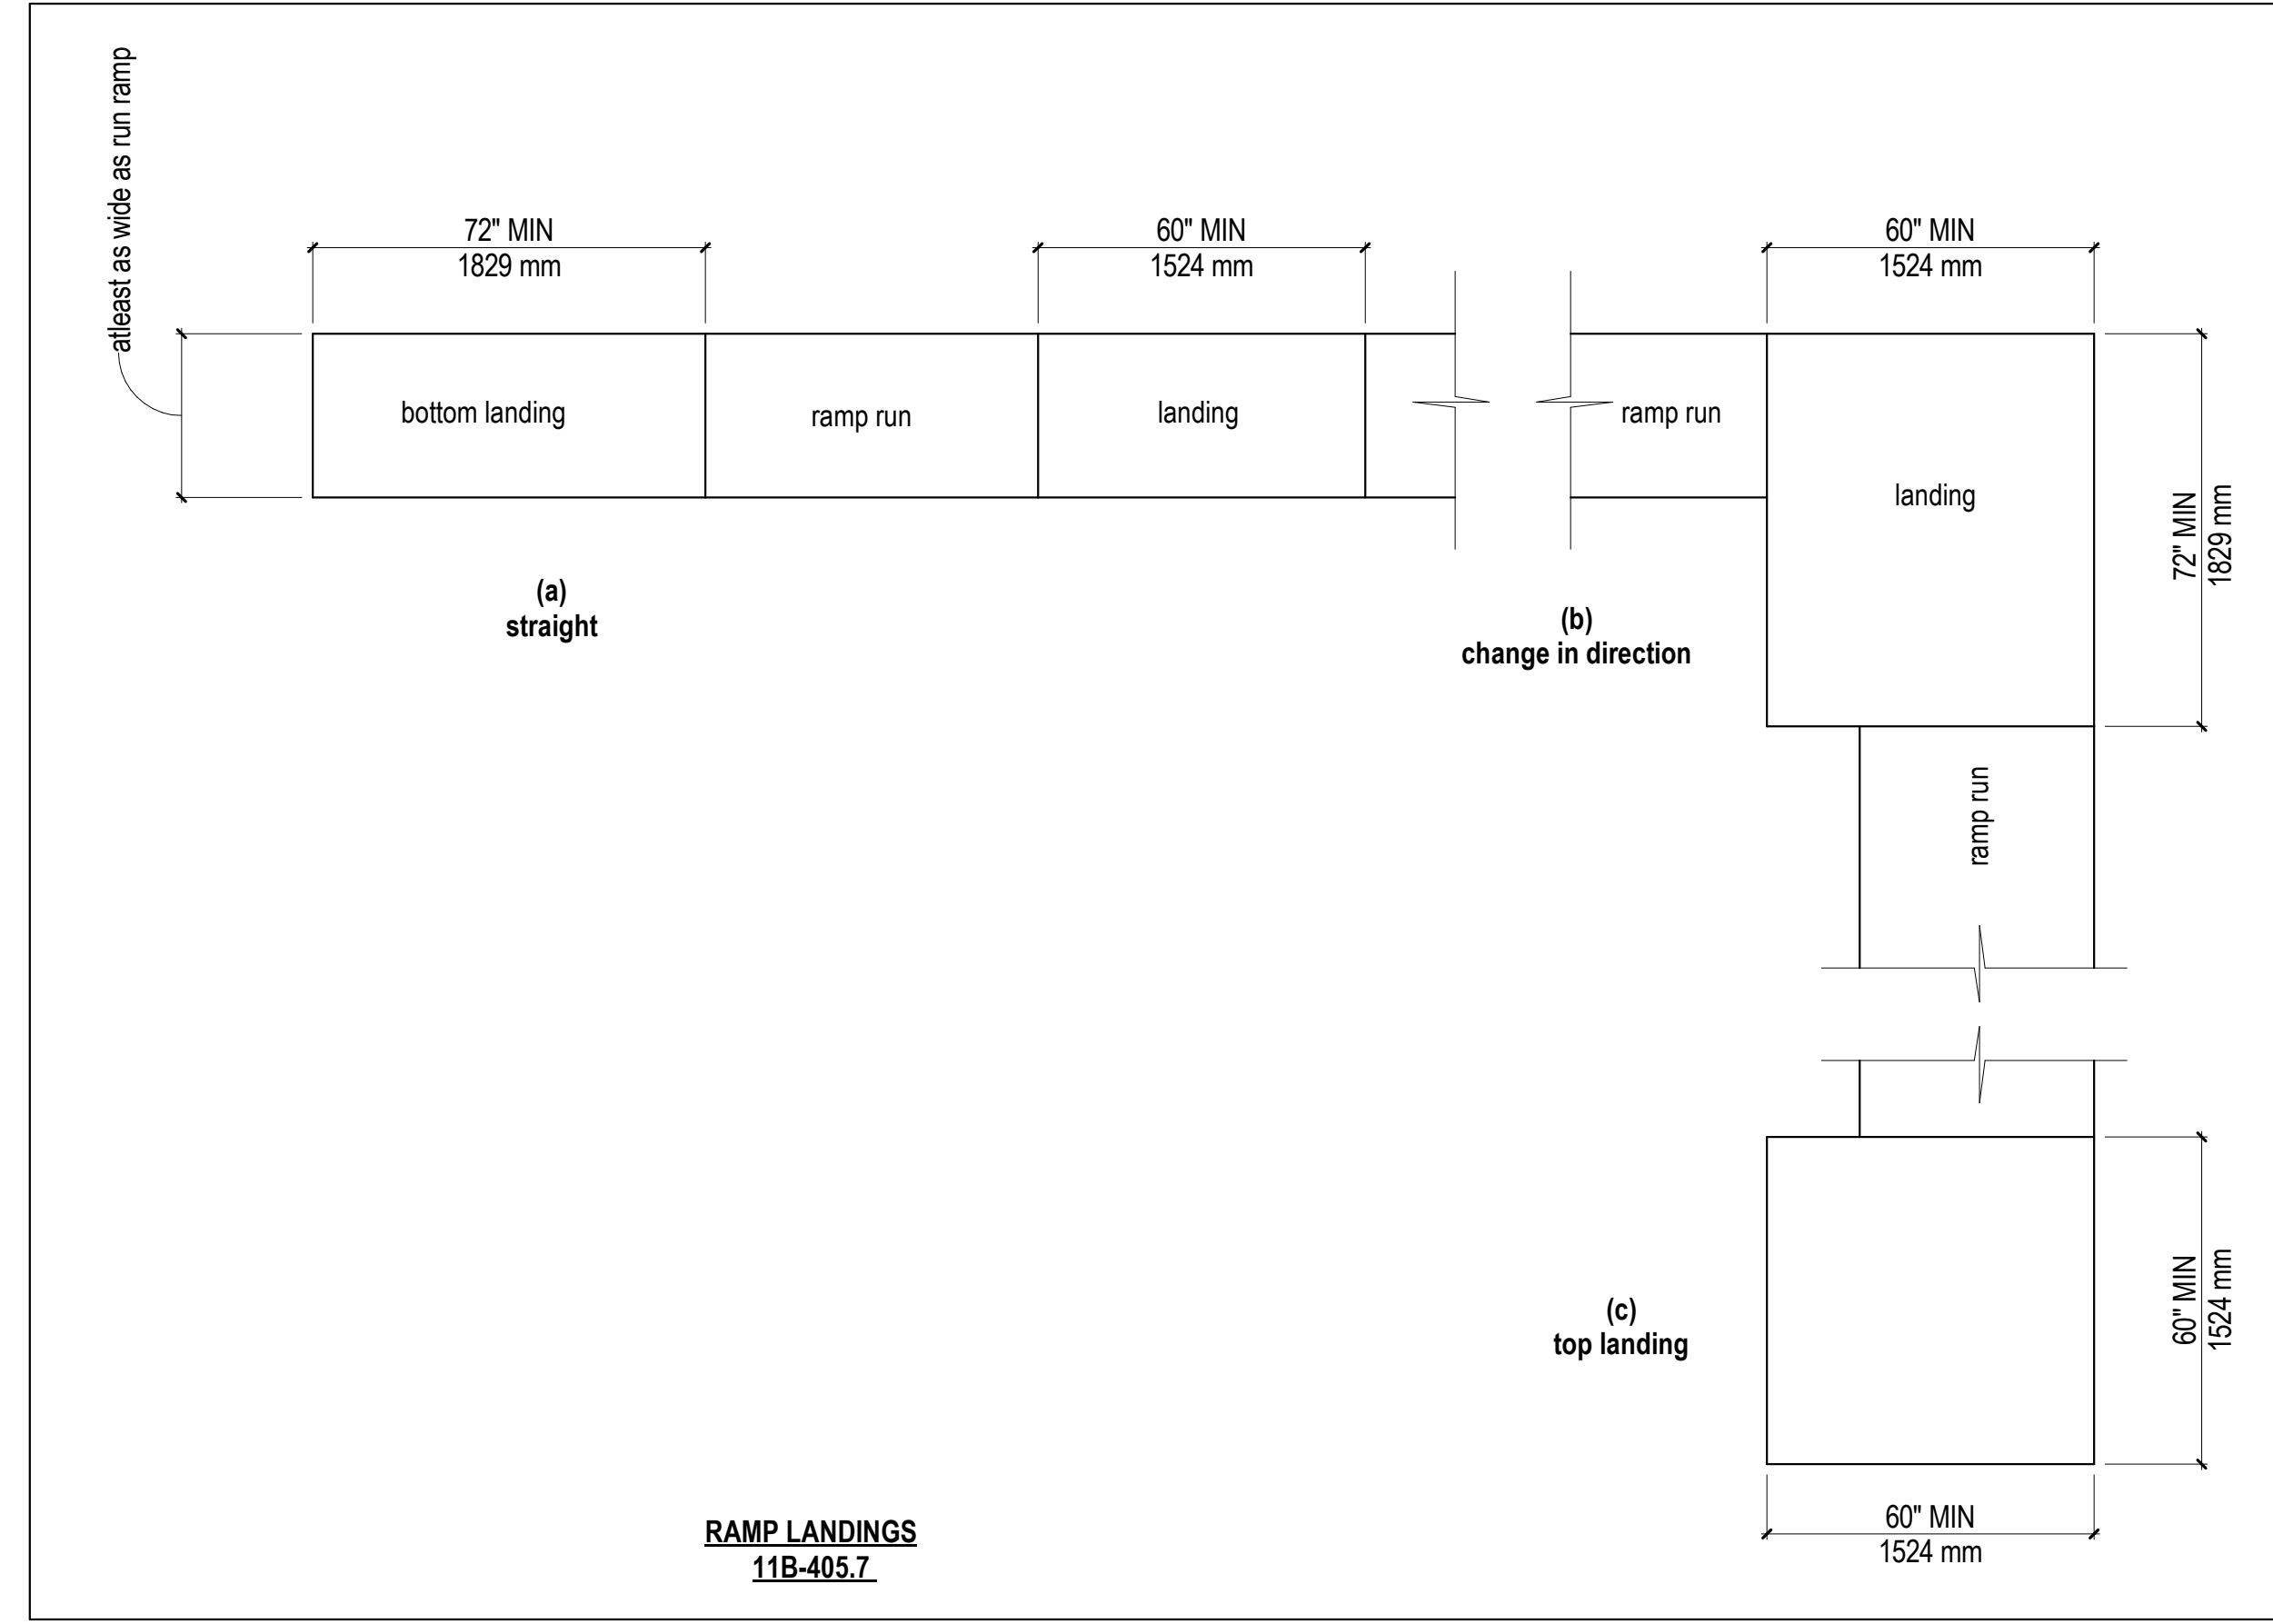 atleast as wide as run ramp
72" MIN
1829 mm
60" MIN
1524 mm
60" MIN
1524 mm
bottom landing
ramp run
landing
ramp run
landing
72" MIN
1829 mm
(a)
straight
(b)
change in direction
ramp run
(c)
top landing
60" MIN
1524 mm
60" MIN
1524 mm
RAMP LANDINGS
11B-405.7